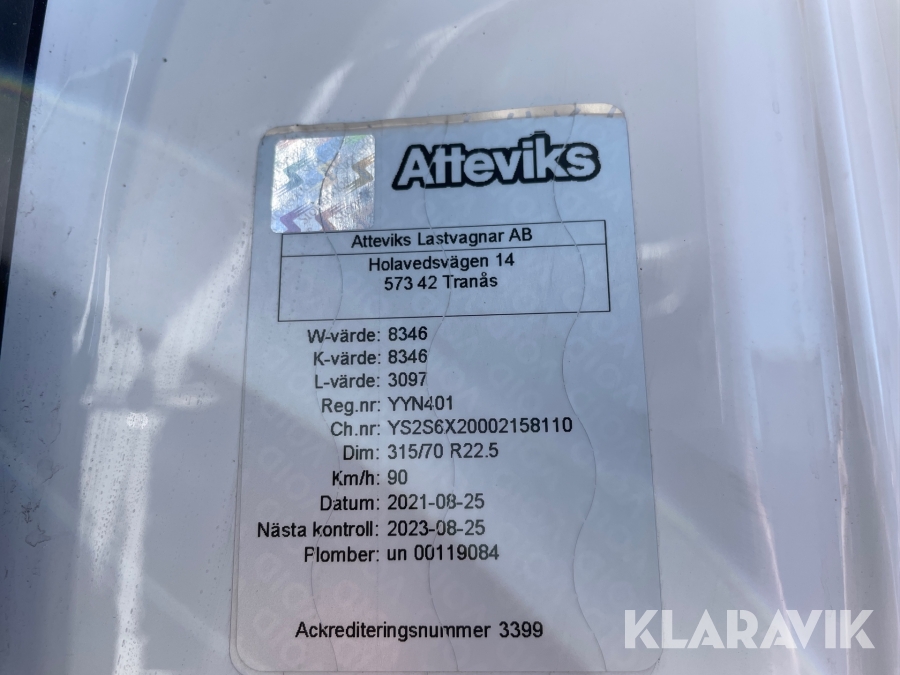 Atteviks
Atteviks Lastvagnar AB
Holavedsvägen 14
573 42 Tranås
W-värde: 8346
K-värde: 8346
L-värde: 3097
Reg.nr: YYN401
Ch.nr: YS2S6X20002158110
Dim: 315/70 R22.5
Km/h: 90
Datum: 2021-08-25
Nästa kontroll: 2023-08-25
Plomber: un 00119084
Ackrediteringsnummer 3399
KLARAVIK